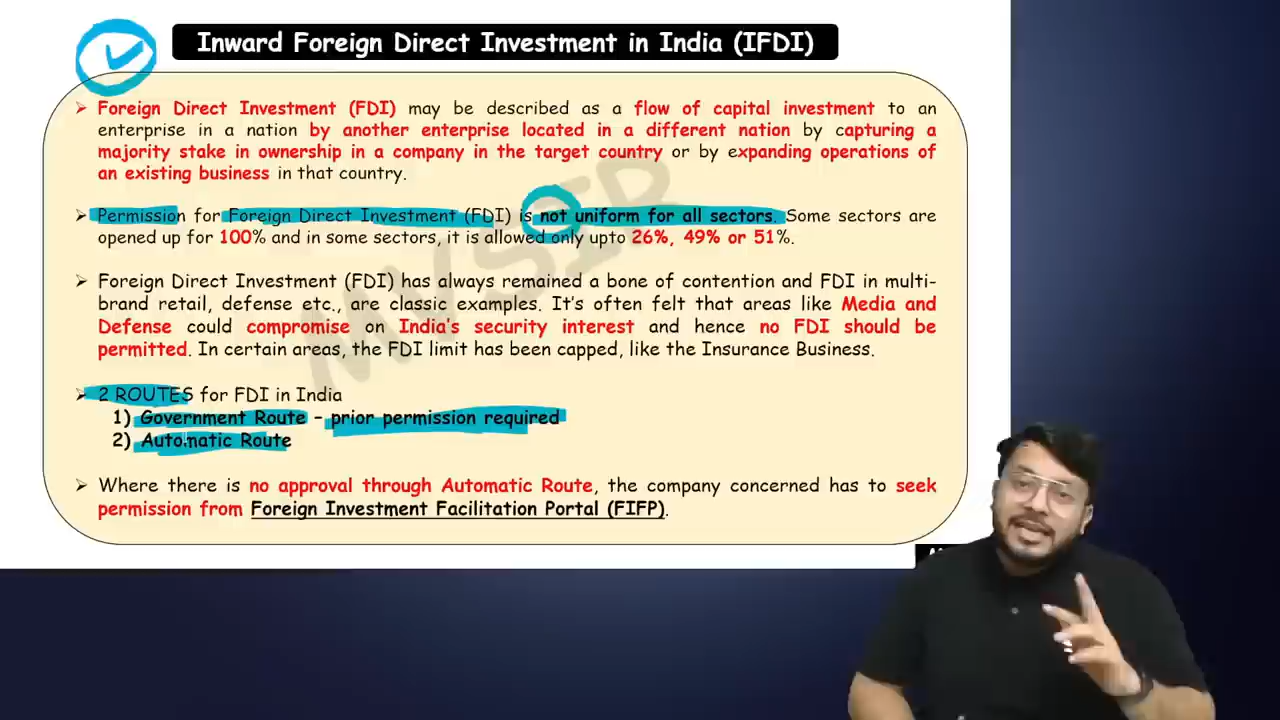 Inward Foreign Direct Investment in India (IFDI)
➢ Foreign Direct Investment (FDI) may be described as a flow of capital investment to an
enterprise in a nation by another enterprise located in a different nation by capturing a
majority stake in ownership in a company in the target country or by expanding operations of
an existing business in that country.
➢ Permission for Foreign Direct Investment (FDI) is not uniform for all sectors. Some sectors are
opened up for 100% and in some sectors, it is allowed only upto 26%, 49% or 51%.
➢ Foreign Direct Investment (FDI) has always remained a bone of contention and FDI in multi-
brand retail, defense etc., are classic examples. It's often felt that areas like Media and
Defense could compromise on India's security interest and hence no FDI should be
permitted. In certain areas, the FDI limit has been capped, like the Insurance Business.
➢ 2 ROUTES for FDI in India
1) Government Route – prior permission required
2) Automatic Route
➢ Where there is no approval through Automatic Route, the company concerned has to seek
permission from Foreign Investment Facilitation Portal (FIFP).
MVSIR